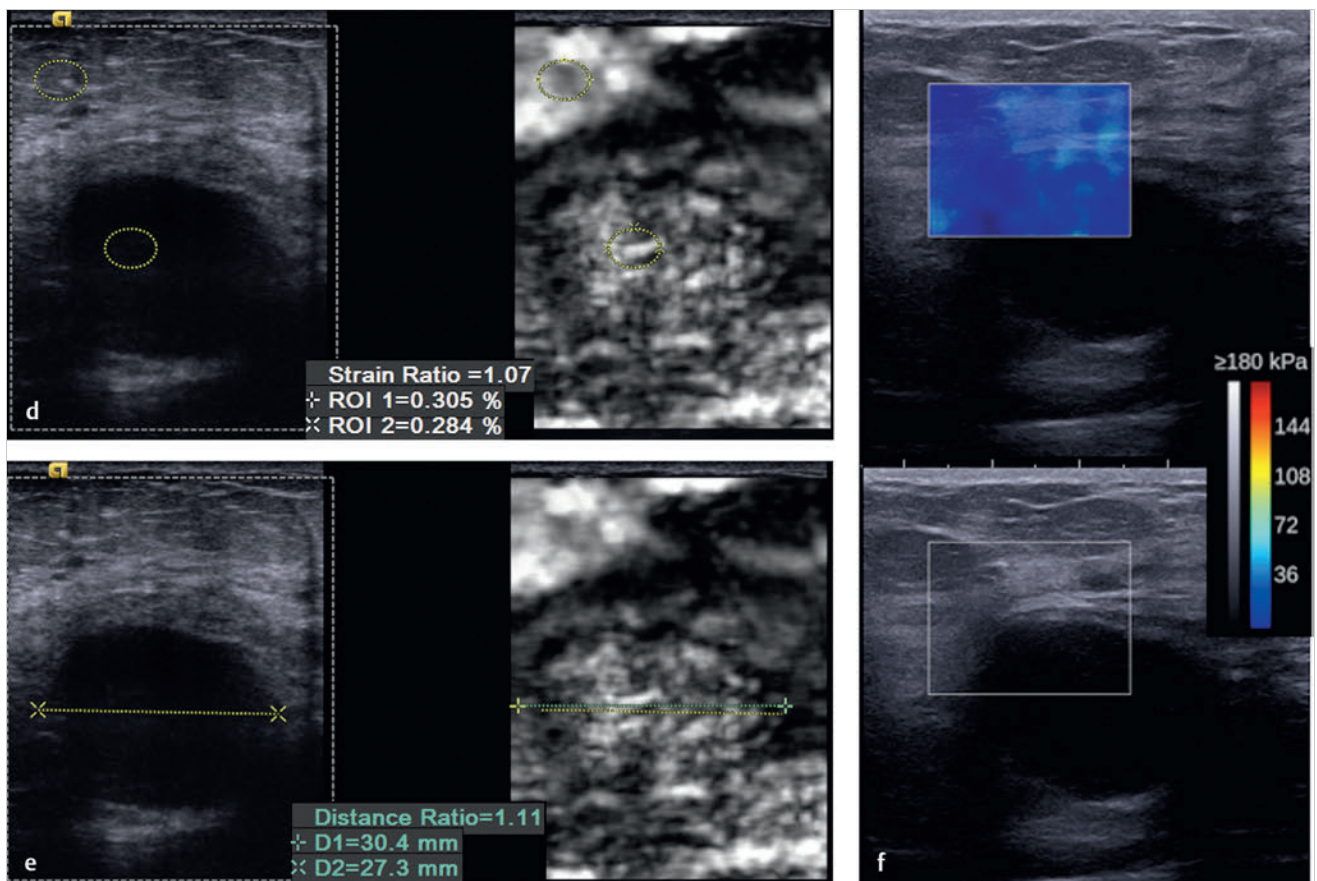 Strain Ratio =1.07
ROI 1=0.305 %
ROI 2=0.284 %
d
Distance Ratio=1.11
D1=30.4 mm
D2=27.3 mm
e
≥180 kPa
144
108
72
36
f